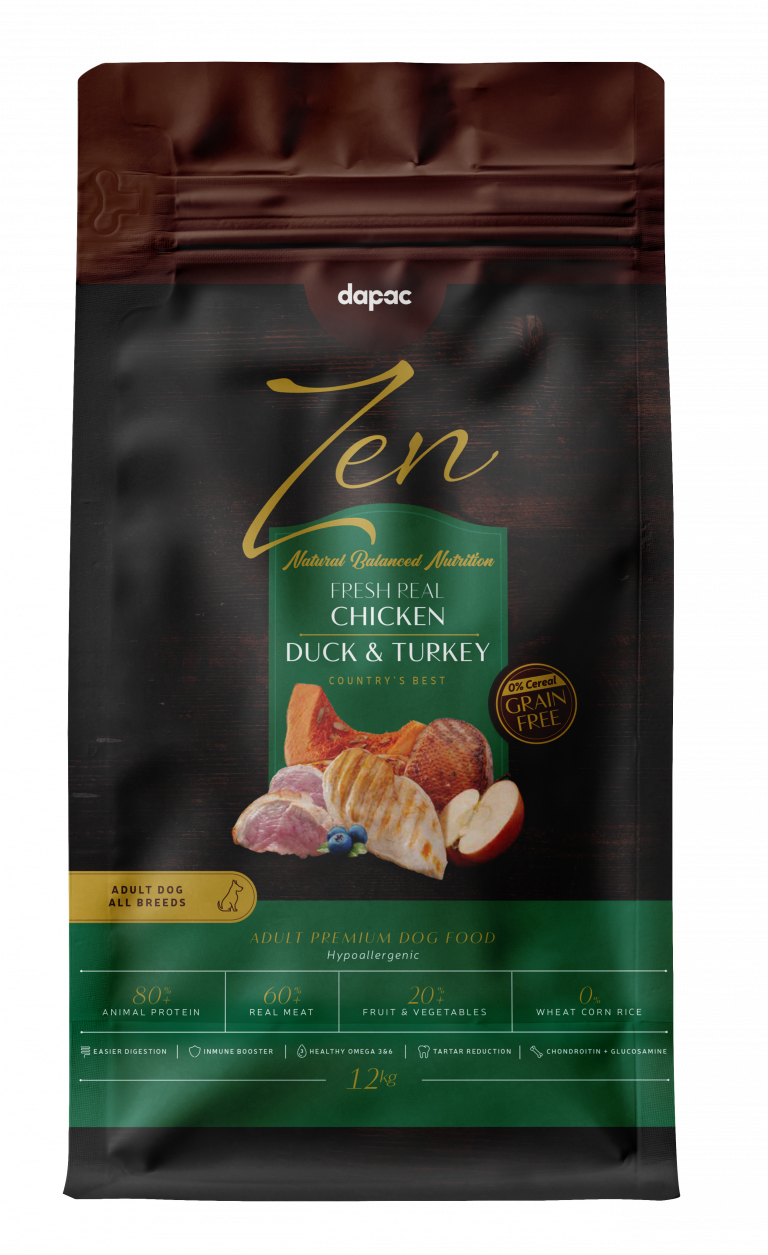 dapac
Zen
Natural Balanced Nutrition
FRESH REAL
CHICKEN
DUCK & TURKEY
COUNTRY'S BEST
0% Cereal
GRAIN
FREE
ADULT DOG
ALL BREEDS
ADULT PREMIUM DOG FOOD
Hypoallergenic
80%+ 60%+ 20%+ 0%
ANIMAL PROTEIN REAL MEAT FRUIT & VEGETABLES WHEAT CORN RICE
EASIER DIGESTION INMUNE BOOSTER 3 HEALTHY OMEGA 3&6 TARTAR REDUCTION CHONDROITIN + GLUCOSAMINE
12kg